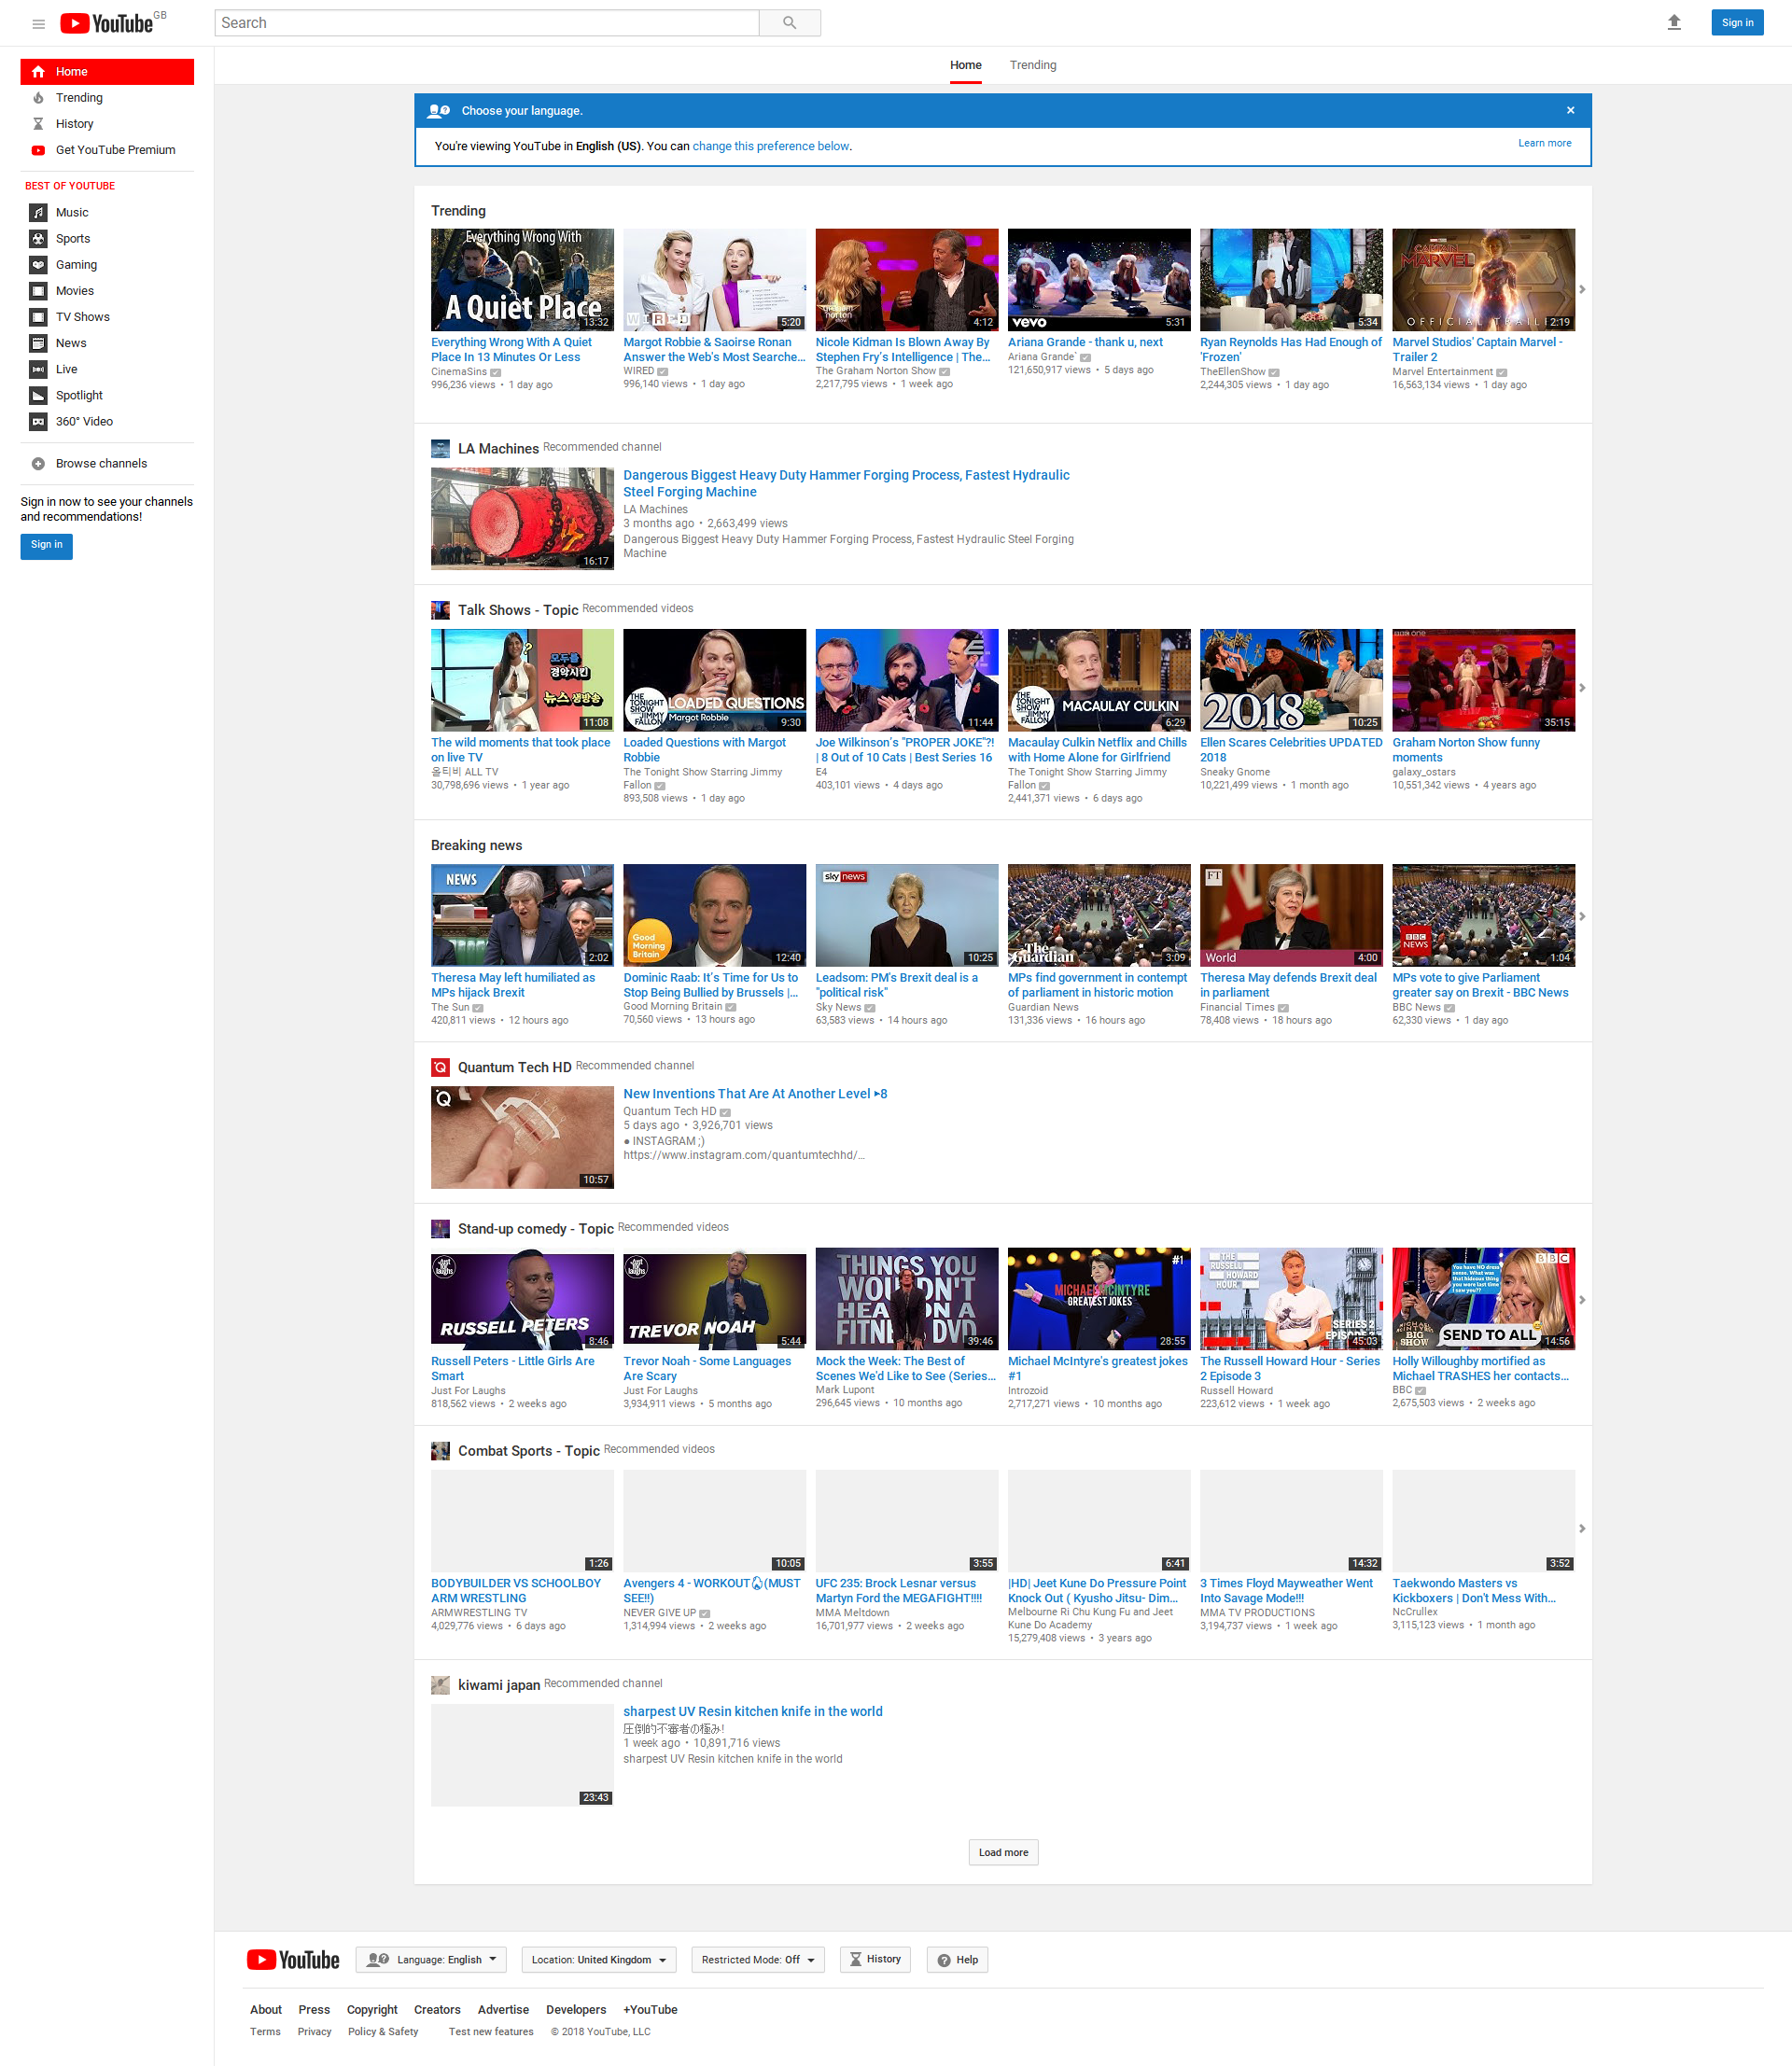 YouTube GB
Search
Sign in
Home
Trending
History
Get YouTube Premium
BEST OF YOUTUBE
Music
Sports
Gaming
Movies
TV Shows
News
Live
Spotlight
360° Video
Browse channels
Sign in now to see your channels
and recommendations!
Sign in
Home Trending
Choose your language.
You're viewing YouTube in English (US). You can change this preference below.
Learn more
Trending
Everything Wrong With
A Quiet Place
13:32
Everything Wrong With A Quiet
Place In 13 Minutes Or Less
CinemaSins
996,236 views • 1 day ago
WIRED
5:20
Margot Robbie & Saoirse Ronan
Answer the Web's Most Searche...
WIRED
996,140 views • 1 day ago
4:12
Nicole Kidman Is Blown Away By
Stephen Fry's Intelligence | The...
The Graham Norton Show
2,217,795 views • 1 week ago
vevo
5:31
Ariana Grande - thank u, next
Ariana Grande`
121,650,917 views • 5 days ago
5:34
Ryan Reynolds Has Had Enough of
'Frozen'
TheEllenShow
2,244,305 views • 1 day ago
CAPTAIN
MARVEL
OFFICIAL TRAIL
2:19
Marvel Studios' Captain Marvel -
Trailer 2
Marvel Entertainment
16,563,134 views • 1 day ago
LA Machines Recommended channel
16:17
Dangerous Biggest Heavy Duty Hammer Forging Process, Fastest Hydraulic
Steel Forging Machine
LA Machines
3 months ago • 2,663,499 views
Dangerous Biggest Heavy Duty Hammer Forging Process, Fastest Hydraulic Steel Forging
Machine
Talk Shows - Topic Recommended videos
모두를
경악시킨
뉴스 생방송
11:08
The wild moments that took place
on live TV
올티비 ALL TV
30,798,696 views • 1 year ago
THE
TONIGHT
SHOW
JIMMY
FALLON
LOADED QUESTIONS
Margot Robbie
9:30
Loaded Questions with Margot
Robbie
The Tonight Show Starring Jimmy
Fallon
893,508 views • 1 day ago
11:44
Joe Wilkinson's "PROPER JOKE"?!
| 8 Out of 10 Cats | Best Series 16
E4
403,101 views • 4 days ago
THE
TONIGHT
SHOW
JIMMY
FALLON
MACAULAY CULKIN
6:29
Macaulay Culkin Netflix and Chills
with Home Alone for Girlfriend
The Tonight Show Starring Jimmy
Fallon
2,441,371 views • 6 days ago
2018
10:25
Ellen Scares Celebrities UPDATED
2018
Sneaky Gnome
10,221,499 views • 1 month ago
BBC one
35:15
Graham Norton Show funny
moments
galaxy_ostars
10,551,342 views • 4 years ago
Breaking news
NEWS
2:02
Theresa May left humiliated as
MPs hijack Brexit
The Sun
420,811 views • 12 hours ago
Good
Morning
Britain
12:40
Dominic Raab: It's Time for Us to
Stop Being Bullied by Brussels |...
Good Morning Britain
70,560 views • 13 hours ago
sky news
10:25
Leadsom: PM's Brexit deal is a
"political risk"
Sky News
63,583 views • 14 hours ago
The
Guardian
3:09
MPs find government in contempt
of parliament in historic motion
Guardian News
131,336 views • 16 hours ago
FT
World
4:00
Theresa May defends Brexit deal
in parliament
Financial Times
78,408 views • 18 hours ago
BBC
NEWS
1:04
MPs vote to give Parliament
greater say on Brexit - BBC News
BBC News
62,330 views • 1 day ago
Quantum Tech HD Recommended channel
10:57
New Inventions That Are At Another Level ▶8
Quantum Tech HD
5 days ago • 3,926,701 views
● INSTAGRAM ;)
https://www.instagram.com/quantumtechhd/...
Stand-up comedy - Topic Recommended videos
RUSSELL PETERS
8:46
Russell Peters - Little Girls Are
Smart
Just For Laughs
818,562 views • 2 weeks ago
TREVOR NOAH
5:44
Trevor Noah - Some Languages
Are Scary
Just For Laughs
3,934,911 views • 5 months ago
THINGS YOU
WOULDN'T
HEAR ON A
FITNESS DVD
39:46
Mock the Week: The Best of
Scenes We'd Like to See (Series...
Mark Lupont
296,645 views • 10 months ago
#1
MICHAEL MCINTYRE
GREATEST JOKES
28:55
Michael McIntyre's greatest jokes
#1
Introzoid
2,717,271 views • 10 months ago
THE
RUSSELL
HOWARD
HOUR
SERIES 2
EPISODE 3
45:03
The Russell Howard Hour - Series
2 Episode 3
Russell Howard
223,612 views • 1 week ago
BBC
You have NO dress
sense. What was
that hideous thing
you were last time
I saw you??
BIG
SHOW
SEND TO ALL
14:56
Holly Willoughby mortified as
Michael TRASHES her contacts...
BBC
2,675,503 views • 2 weeks ago
Combat Sports - Topic Recommended videos
1:26
BODYBUILDER VS SCHOOLBOY
ARM WRESTLING
ARMWRESTLING TV
4,029,776 views • 6 days ago
10:05
Avengers 4 - WORKOUT (MUST
SEE!!)
NEVER GIVE UP
1,314,994 views • 2 weeks ago
3:55
UFC 235: Brock Lesnar versus
Martyn Ford the MEGAFIGHT!!!!
MMA Meltdown
16,701,977 views • 2 weeks ago
6:41
|HD| Jeet Kune Do Pressure Point
Knock Out ( Kyusho Jitsu- Dim...
Melbourne Ri Chu Kung Fu and Jeet
Kune Do Academy
15,279,408 views • 3 years ago
14:32
3 Times Floyd Mayweather Went
Into Savage Mode!!!
MMA TV PRODUCTIONS
3,194,737 views • 1 week ago
3:52
Taekwondo Masters vs
Kickboxers | Don't Mess With...
NcCrullex
3,115,123 views • 1 month ago
kiwami japan Recommended channel
23:43
sharpest UV Resin kitchen knife in the world
圧倒的不審者の極み!
1 week ago • 10,891,716 views
sharpest UV Resin kitchen knife in the world
Load more
YouTube Language: English Location: United Kingdom Restricted Mode: Off History Help
About Press Copyright Creators Advertise Developers +YouTube
Terms Privacy Policy & Safety Test new features © 2018 YouTube, LLC